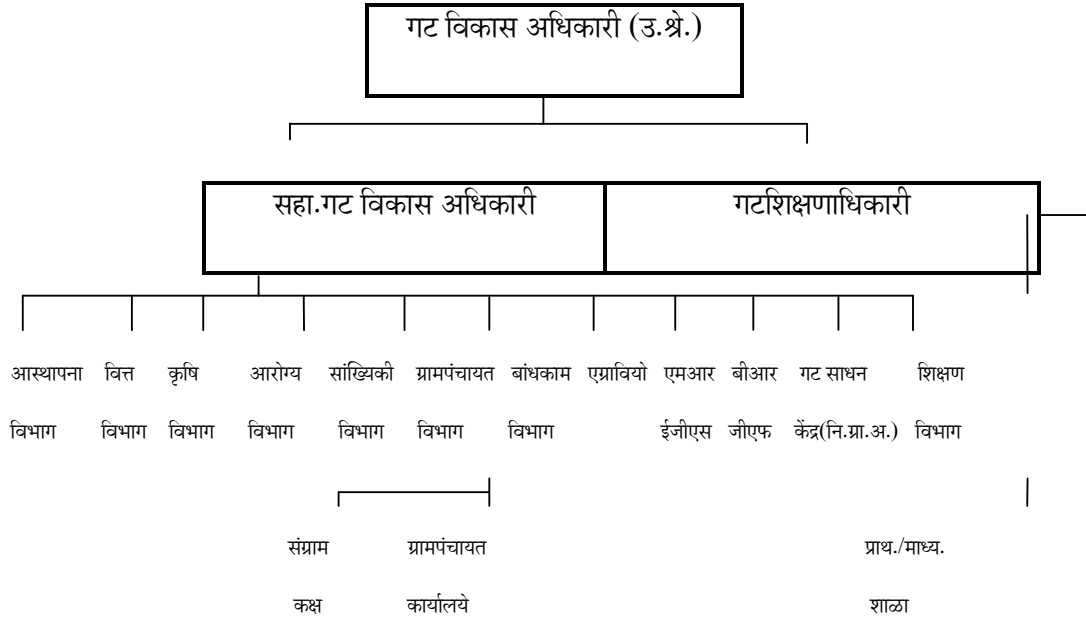 गट विकास अधिकारी (उ.श्रे.)
सहा.गट विकास अधिकारी गटशिक्षणाधिकारी
आस्थापना वित्त कृषि आरोग्य सांख्यिकी ग्रामपंचायत बांधकाम एग्रावियो एमआर बीआर गट साधन शिक्षण
विभाग विभाग विभाग विभाग विभाग विभाग विभाग ईजीएस जीएफ केंद्र(नि.ग्रा.अ.) विभाग
संग्राम ग्रामपंचायत प्राथ./माध्य.
कक्ष कार्यालये शाळा